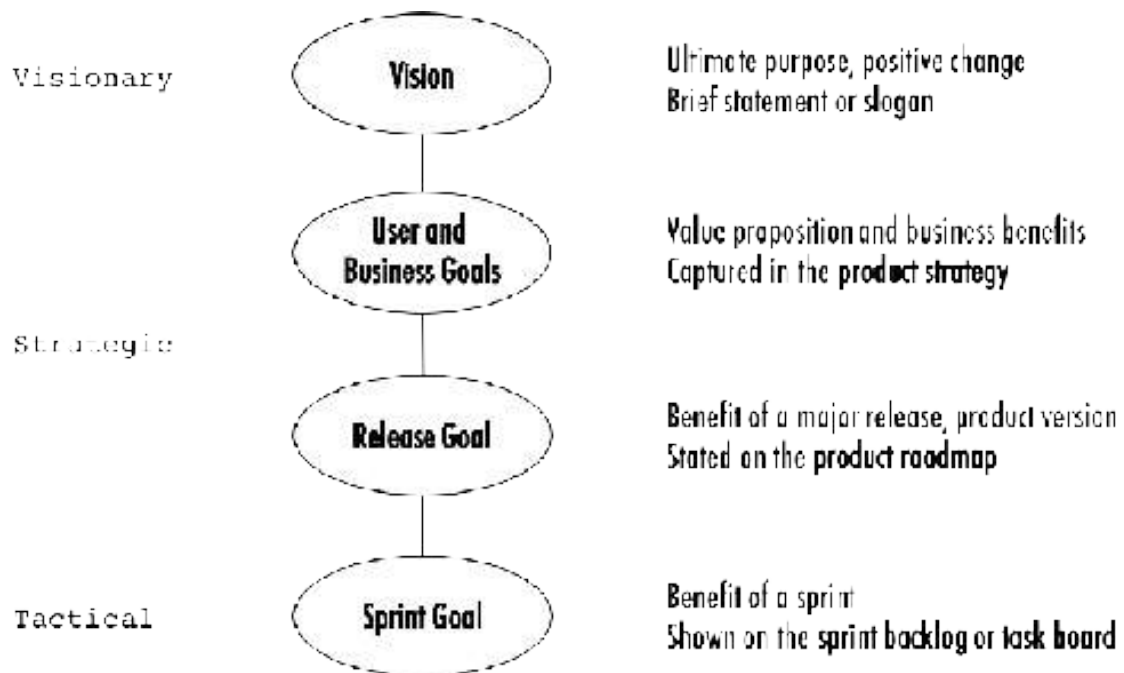 Visionary
Vision
Ultimate purpose, positive change
Brief statement or slogan
User and
Business Goals
Value proposition and business benefits
Captured in the product strategy
Strategic
Release Goal
Benefit of a major release, product version
Stated on the product roadmap
Tactical
Sprint Goal
Benefit of a sprint
Shown on the sprint backlog or task board